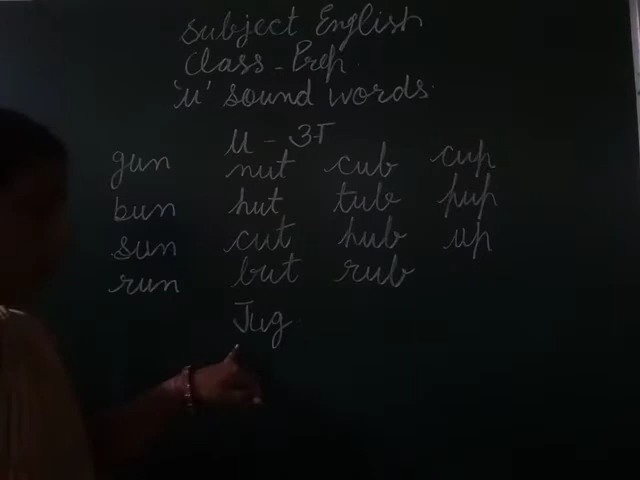 Subject English
Class - Prep.
'u' sound words.
u - उ
gun nut cub cup
bun hut tub pup
sun cut hub up
run but rub
Jug